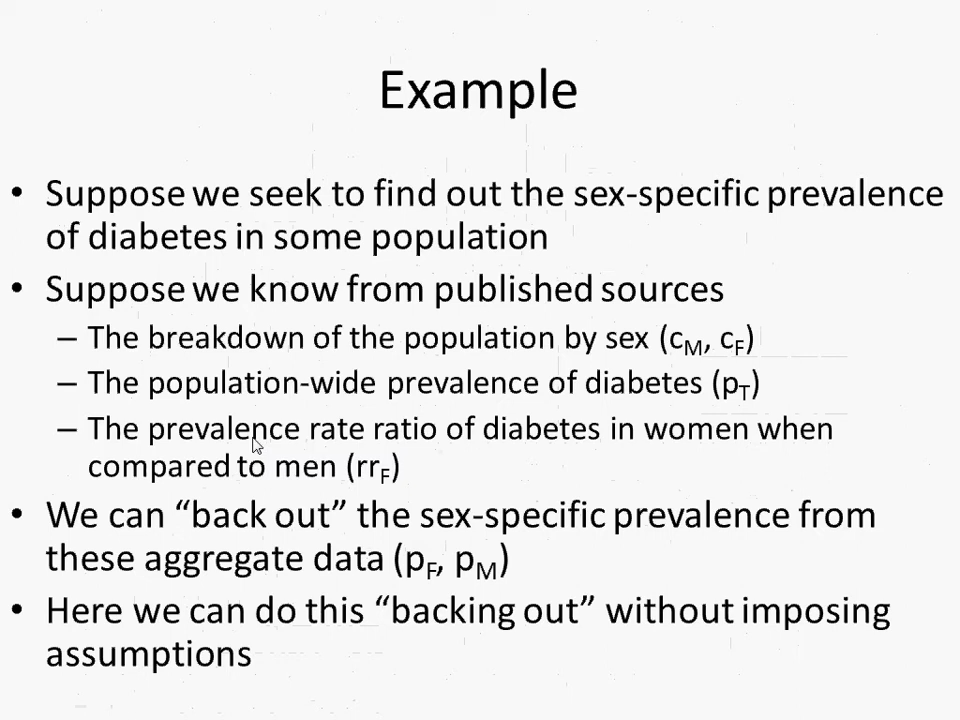 Example
• Suppose we seek to find out the sex-specific prevalence
of diabetes in some population
• Suppose we know from published sources
– The breakdown of the population by sex (cM, cF)
– The population-wide prevalence of diabetes (pT)
– The prevalence rate ratio of diabetes in women when
compared to men (rrF)
• We can “back out” the sex-specific prevalence from
these aggregate data (pF, pM)
• Here we can do this “backing out” without imposing
assumptions